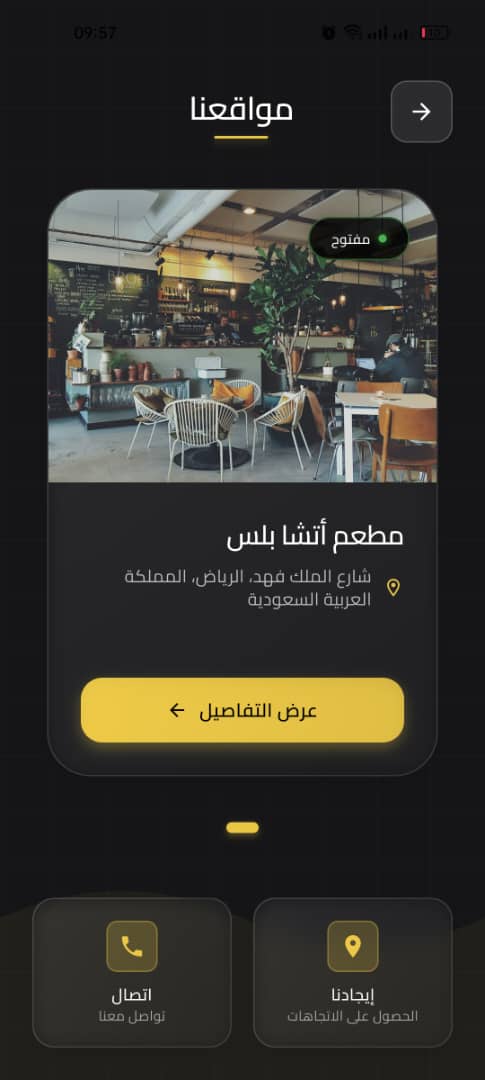 09:57
مواقعنا
مفتوح
مطعم أتشا بلس
شارع الملك فهد، الرياض، المملكة
العربية السعودية
عرض التفاصيل
إيجادنا
الحصول على الاتجاهات
اتصال
تواصل معنا